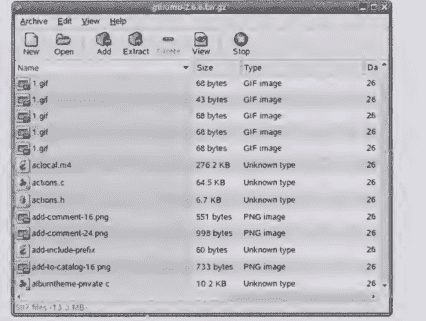 Archive Edit View Help
New Open Add Extract Delete View Stop
Name Size Type Da
1.gif 68 bytes GIF image 26
1.gif 43 bytes GIF image 26
1.gif 68 bytes GIF image 26
1.gif 68 bytes GIF image 26
1.gif 68 bytes GIF image 26
aclocal.m4 276.2 KB Unknown type 26
actions.c 64.5 KB Unknown type 26
actions.h 6.7 KB Unknown type 26
add-comment-16.png 551 bytes PNG image 26
add-comment-24.png 998 bytes PNG image 26
add-include-prefix 60 bytes Unknown type 26
add-to-catalog-16.png 733 bytes PNG image 26
albumtheme-private.c 10.2 KB Unknown type 26
files